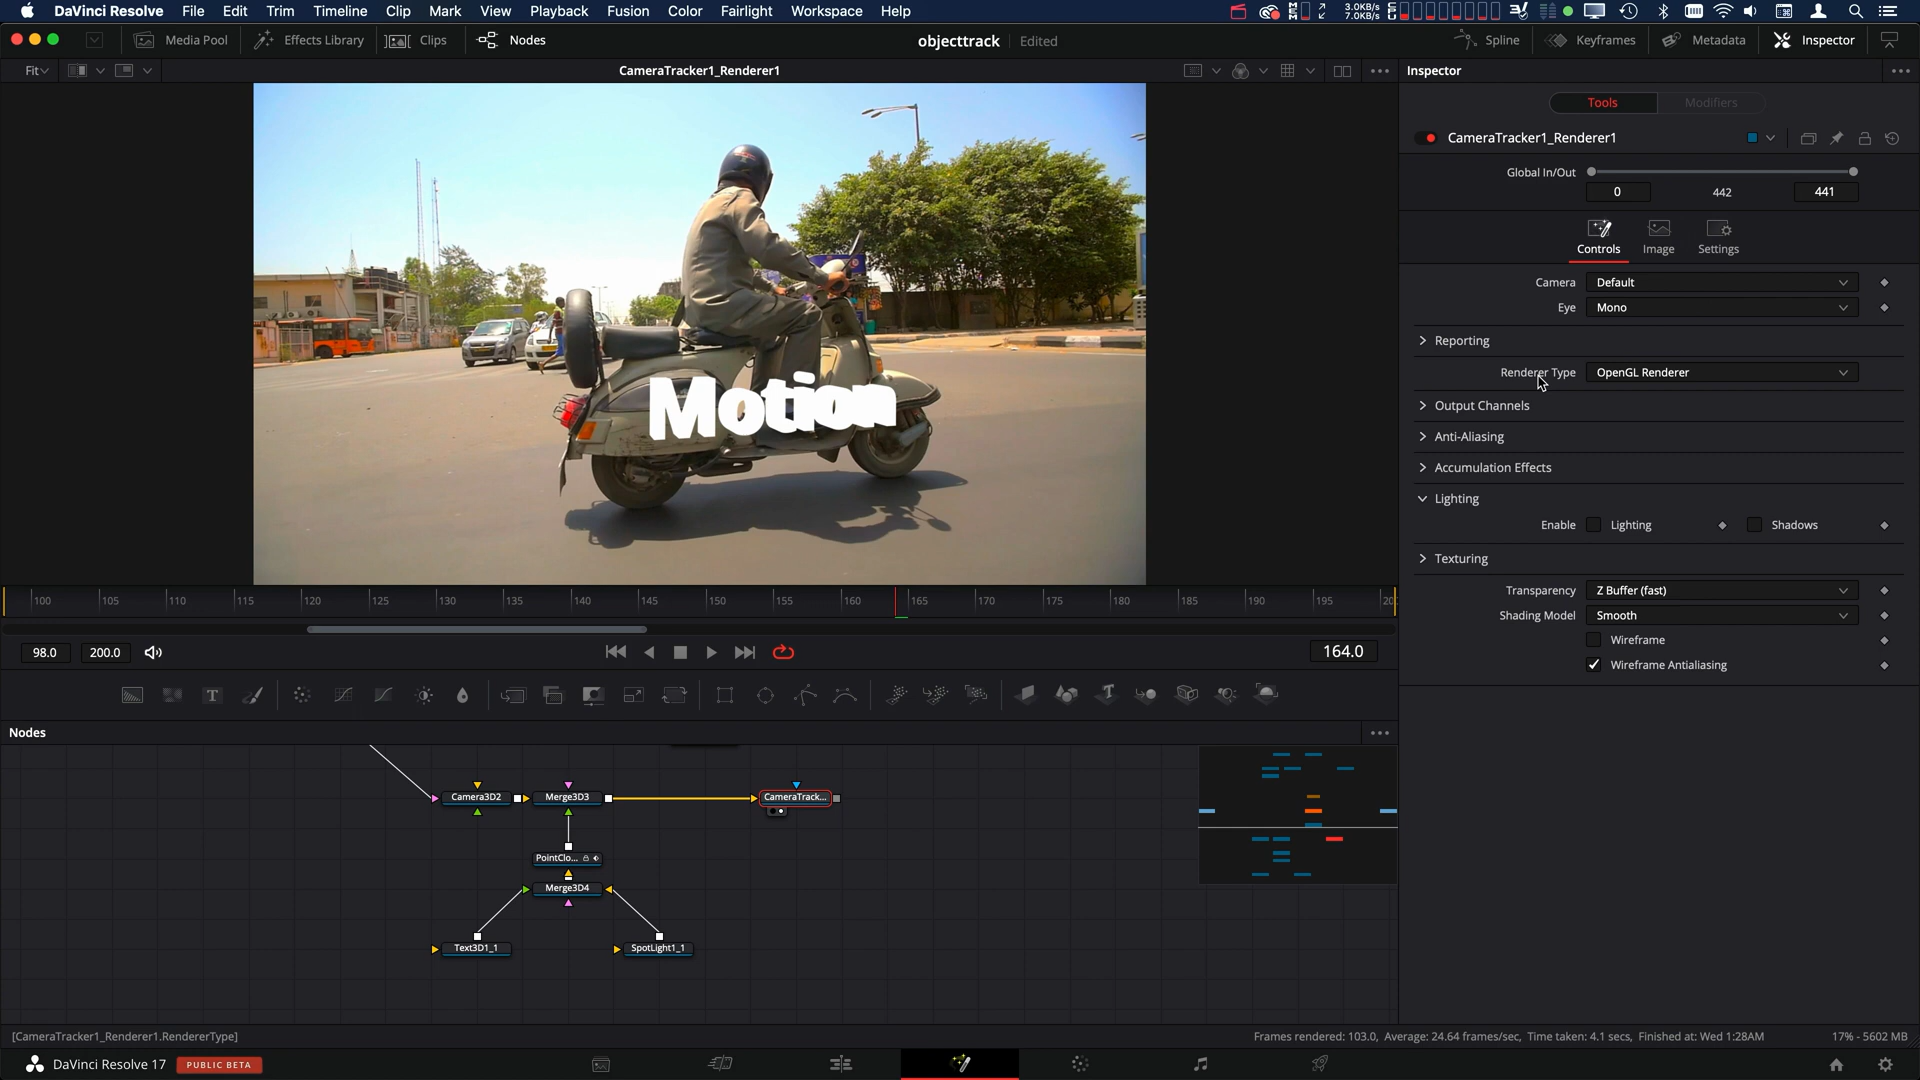 DaVinci Resolve File Edit Trim Timeline Clip Mark View Playback Fusion Color Fairlight Workspace Help 3.0KB/s 7.0KB/s
Media Pool Effects Library Clips Nodes objecttrack Edited Spline Keyframes Metadata Inspector
Fit CameraTracker1_Renderer1 Inspector
Tools Modifiers
CameraTracker1_Renderer1
Global In/Out
0 442 441
Controls Image Settings
Camera Default
Eye Mono
Reporting
Renderer Type OpenGL Renderer
Output Channels
Anti-Aliasing
Accumulation Effects
Lighting
Enable Lighting Shadows
Texturing
Transparency Z Buffer (fast)
Shading Model Smooth
Wireframe
Wireframe Antialiasing
Motion
100 105 110 115 120 125 130 135 140 145 150 155 160 165 170 175 180 185 190 195 20
98.0 200.0 164.0
Nodes
Camera3D2 Merge3D3 CameraTrack...
PointClo...
Merge3D4
Text3D1_1 SpotLight1_1
[CameraTracker1_Renderer1.RendererType] Frames rendered: 103.0, Average: 24.64 frames/sec, Time taken: 4.1 secs, Finished at: Wed 1:28AM 17% - 5602 MB
DaVinci Resolve 17 PUBLIC BETA